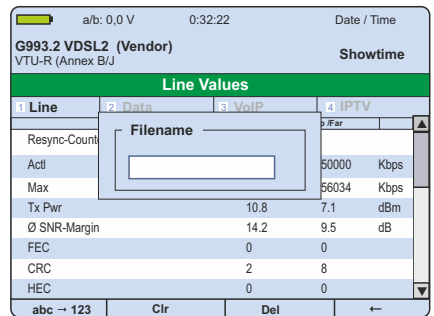 a/b: 0,0 V 0:32:22 Date / Time
G993.2 VDSL2 (Vendor)
VTU-R (Annex B/J
Showtime
Line Values
1 Line 2 Data 3 VoIP 4 IPTV
/Far
Filename
Resync-Count
Actl 50000 Kbps
Max 56034 Kbps
Tx Pwr 10.8 7.1 dBm
Ø SNR-Margin 14.2 9.5 dB
FEC 0 0
CRC 2 8
HEC 0 0
abc → 123 Clr Del ←